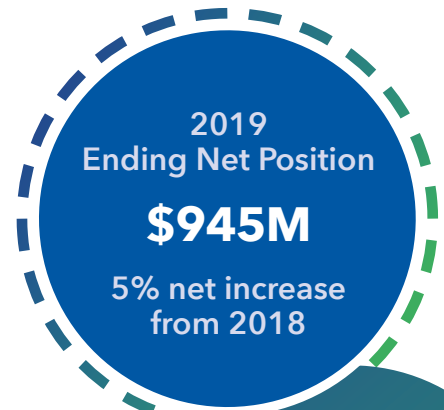 2019
Ending Net Position
$945M
5% net increase
from 2018